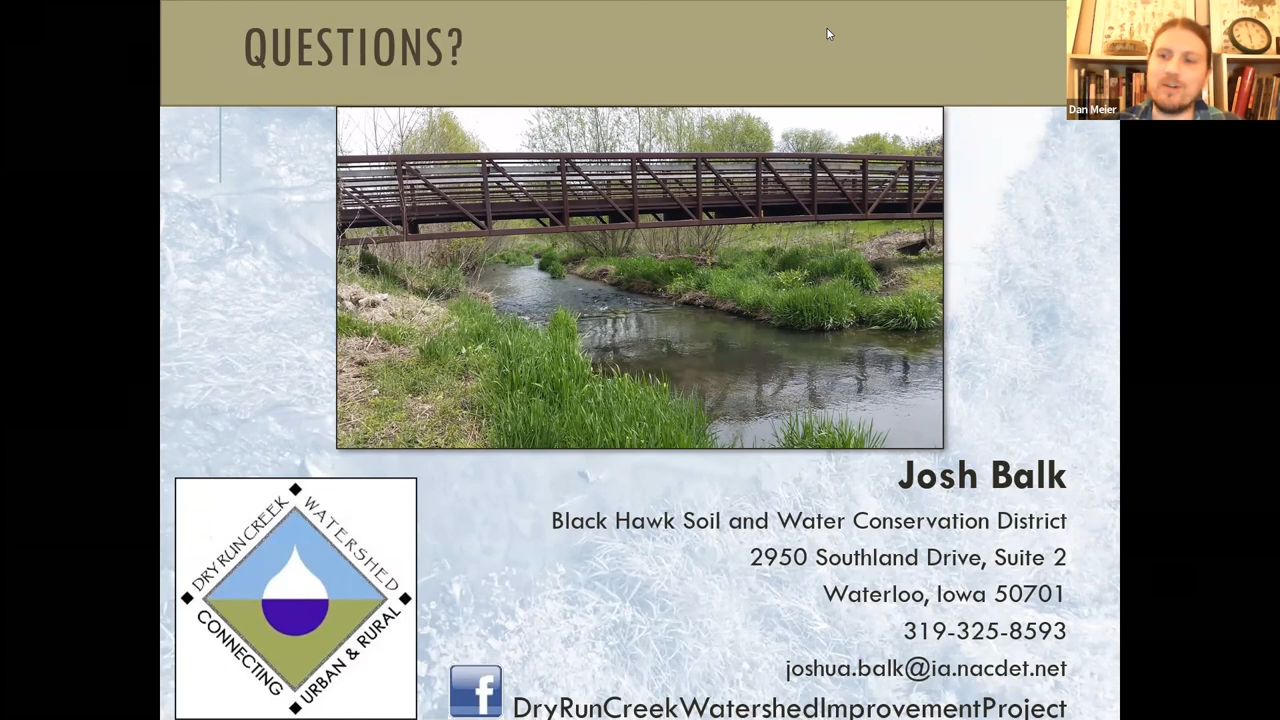 QUESTIONS?
Dan Meier
Josh Balk
Black Hawk Soil and Water Conservation District
2950 Southland Drive, Suite 2
Waterloo, Iowa 50701
319-325-8593
joshua.balk@ia.nacdet.net
f DryRunCreekWatershedImprovementProject
DRY RUN CREEK
WATERSHED
CONNECTING
URBAN & RURAL